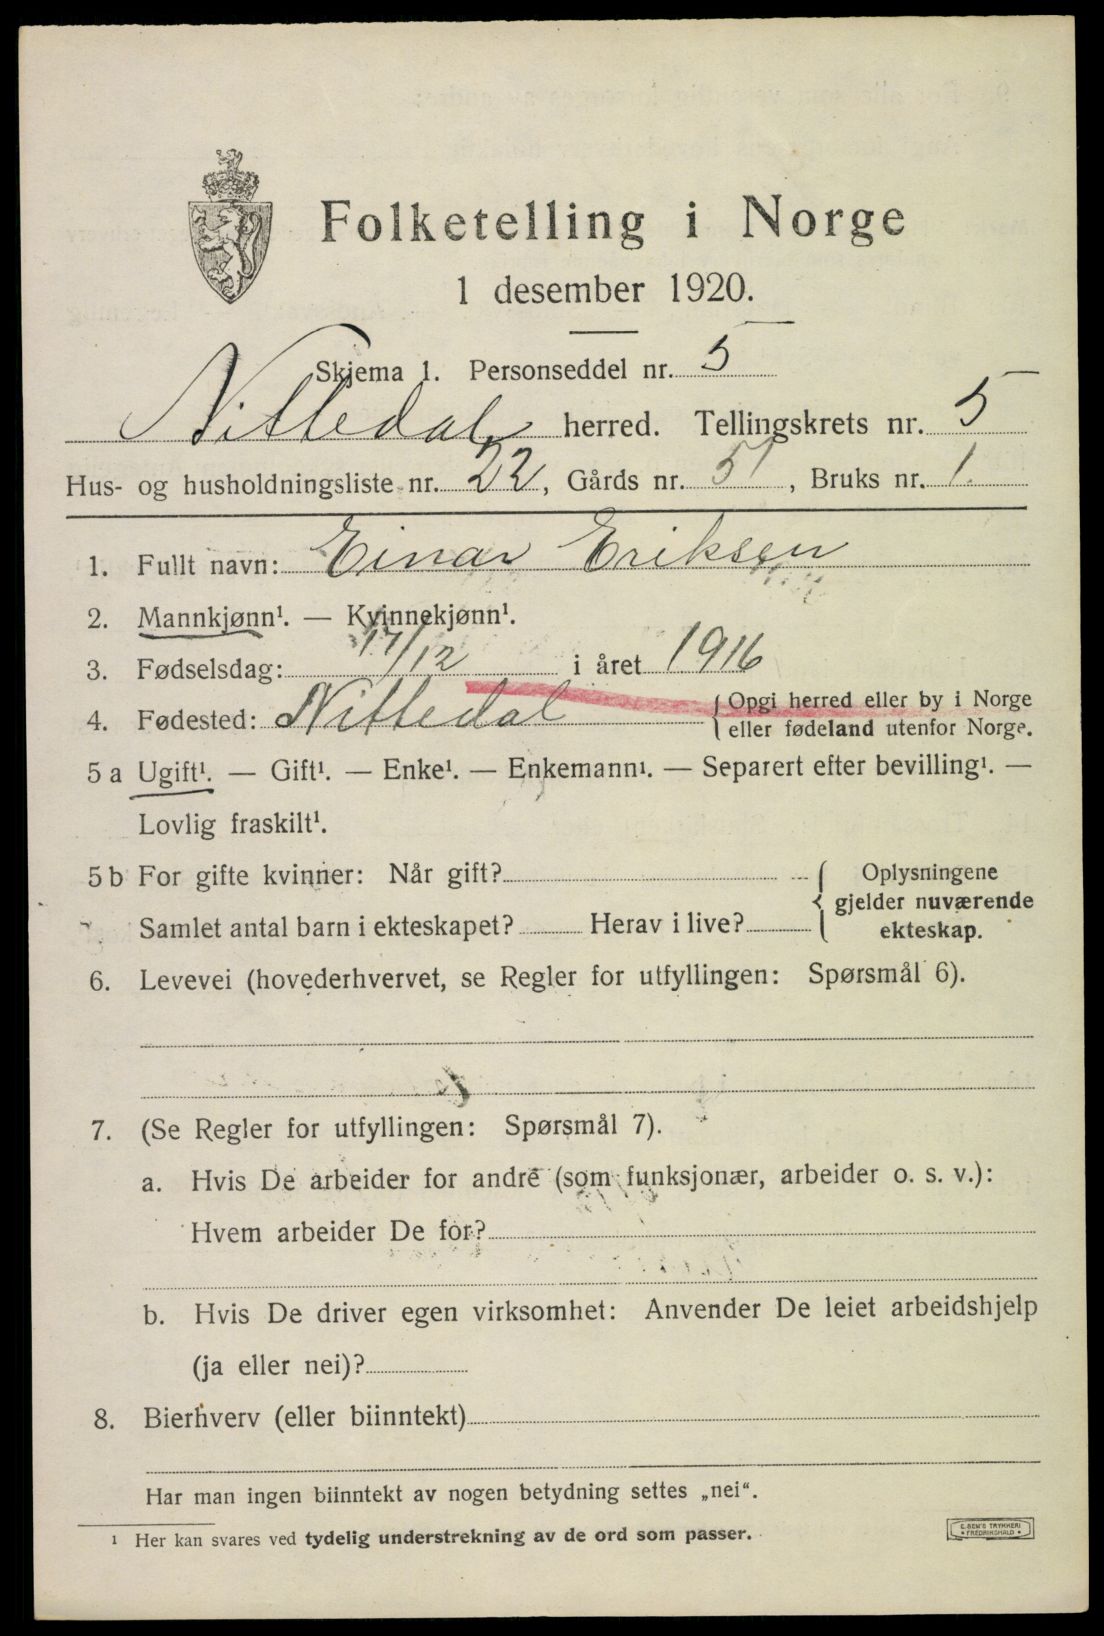 Folketelling i Norge
1 desember 1920.
Skjema 1. Personseddel nr. 5
Nittedal herred. Tellingskrets nr. 5
Hus- og husholdningsliste nr. 22, Gårds nr. 51, Bruks nr. 1.
1. Fullt navn: Einar Eriksen
2. Mannkjønn¹. — Kvinnekjønn¹.
3. Fødselsdag: 17/12 i året 1916
4. Fødested: Nittedal { Opgi herred eller by i Norge
eller fødeland utenfor Norge.
5 a Ugift¹. — Gift¹. — Enke¹. — Enkemann¹. — Separert efter bevilling¹. —
Lovlig fraskilt¹.
5 b For gifte kvinner: Når gift?
Samlet antal barn i ekteskapet? Herav i live?
{ Oplysningene
gjelder nuværende
ekteskap.
6. Levevei (hovederhvervet, se Regler for utfyllingen: Spørsmål 6).
7. (Se Regler for utfyllingen: Spørsmål 7).
a. Hvis De arbeider for andre (som funksjonær, arbeider o. s. v.):
Hvem arbeider De for?
b. Hvis De driver egen virksomhet: Anvender De leiet arbeidshjelp
(ja eller nei)?
8. Bierhverv (eller biinntekt)
Har man ingen biinntekt av nogen betydning settes „nei“.
¹ Her kan svares ved tydelig understrekning av de ord som passer.
E. SEM'S TRYKKERI
• FREDRIKSHALD •